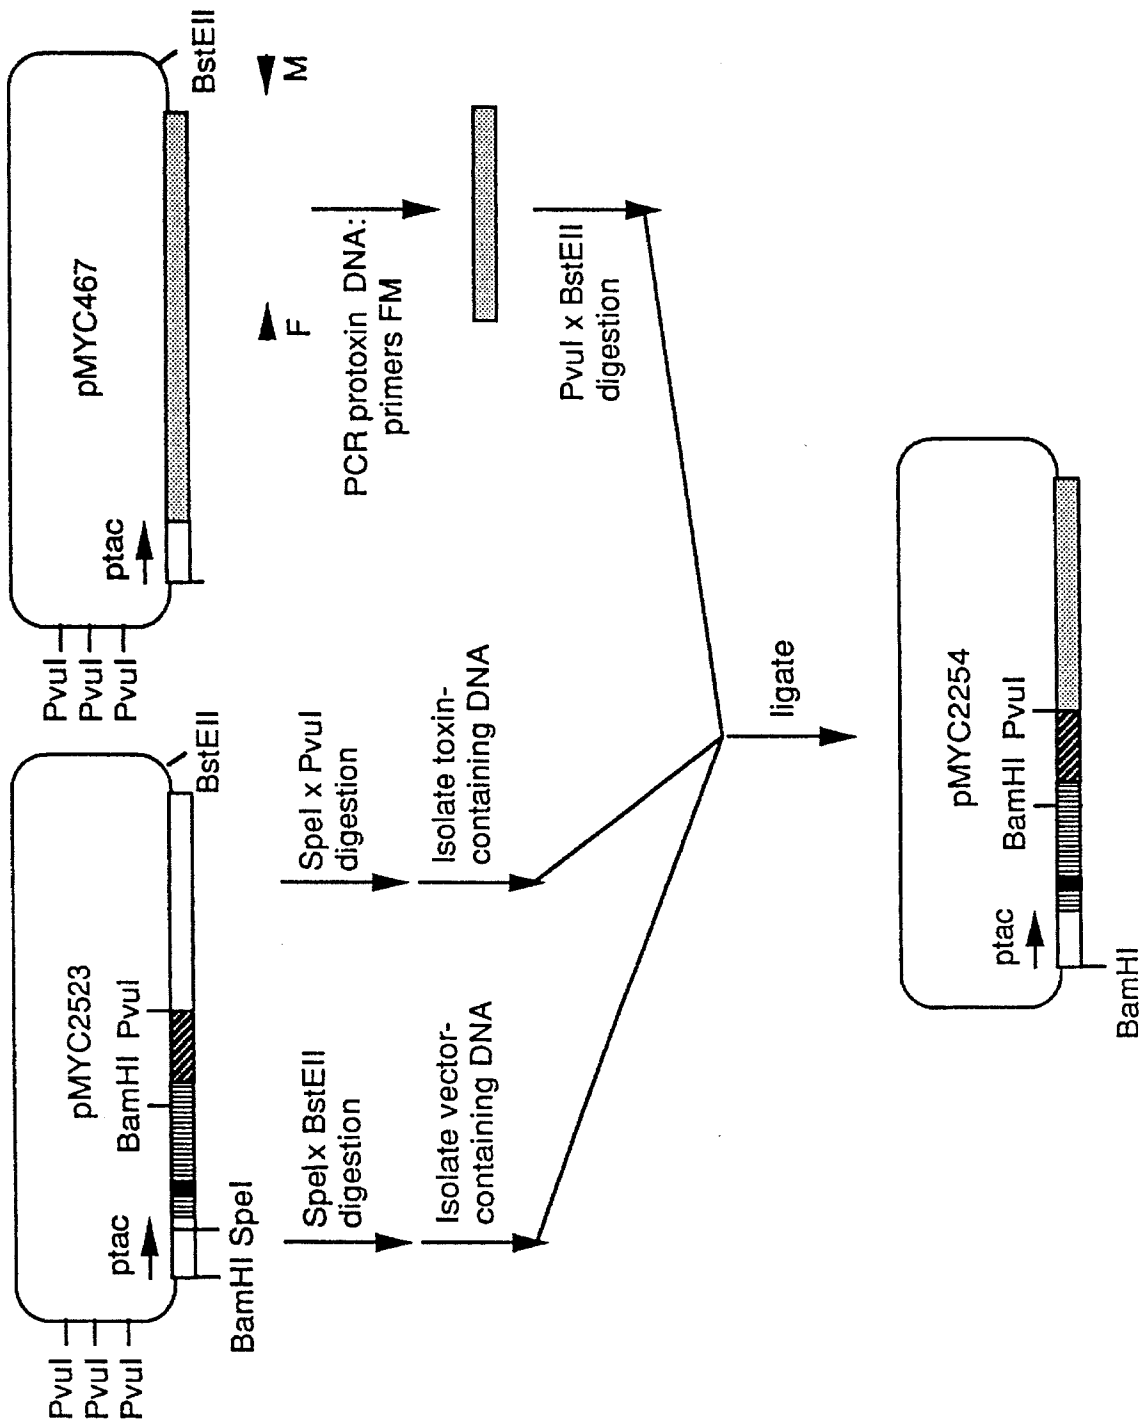 pMYC2523
PvuI
PvuI
PvuI
ptac
BamHI
PvuI
BstEII
BamHI
SpeI
pMYC467
PvuI
PvuI
PvuI
ptac
BstEII
F
M
SpeI x BstEII
digestion
SpeI x PvuI
digestion
PCR protoxin DNA:
primers FM
Isolate vector-
containing DNA
Isolate toxin-
containing DNA
PvuI x BstEII
digestion
ligate
pMYC2254
ptac
BamHI
PvuI
BamHI